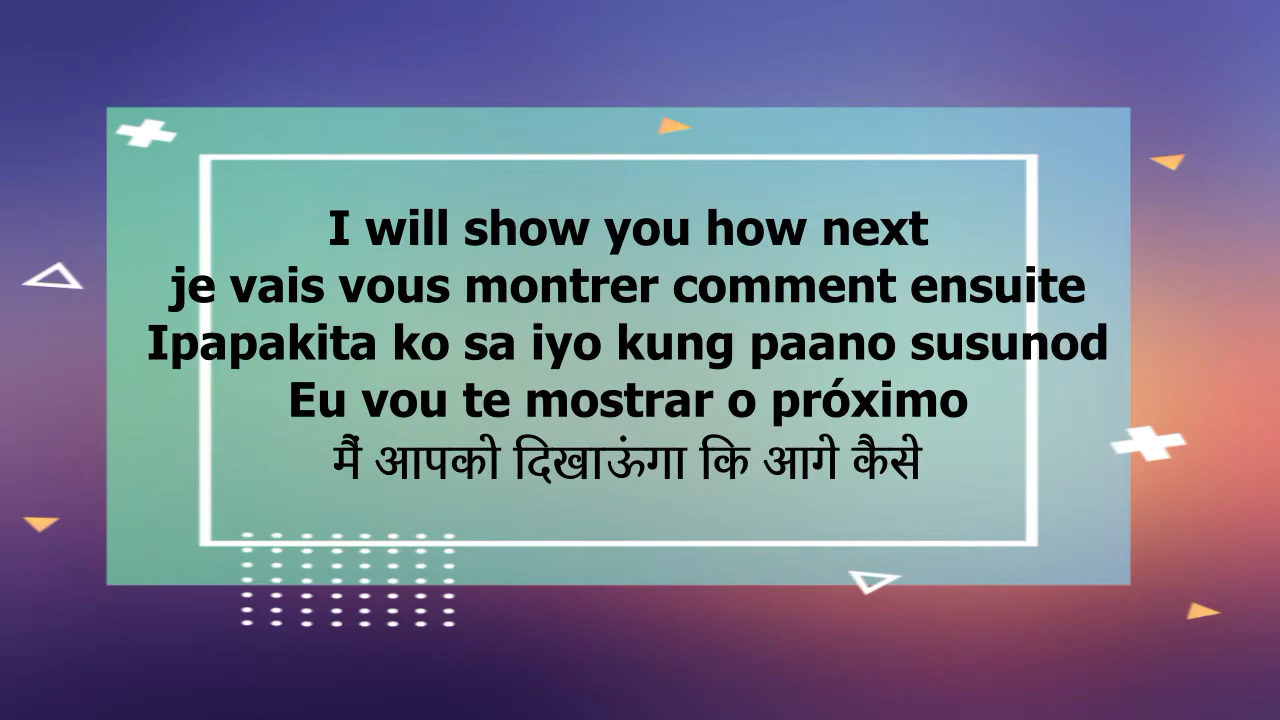 I will show you how next
je vais vous montrer comment ensuite
Ipapakita ko sa iyo kung paano susunod
Eu vou te mostrar o próximo
मैं आपको दिखाऊंगा कि आगे कैसे